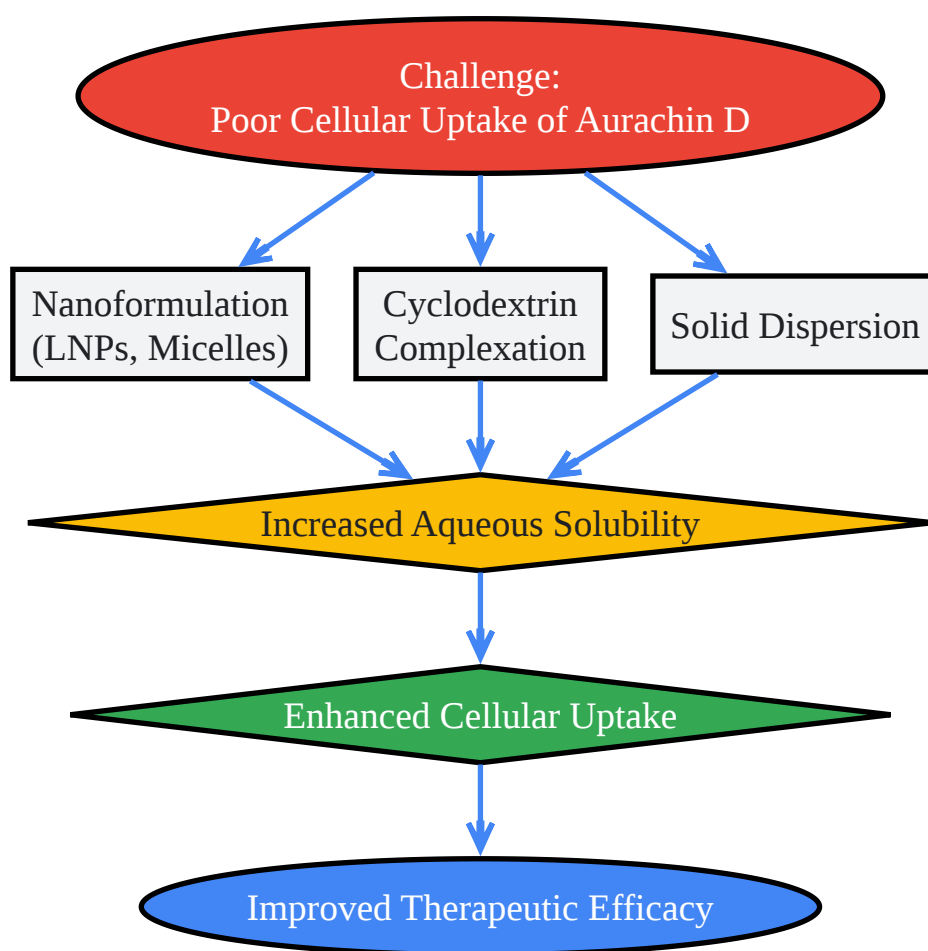 Challenge:
Poor Cellular Uptake of Aurachin D
Nanoformulation
(LNPs, Micelles)
Cyclodextrin
Complexation
Solid Dispersion
Increased Aqueous Solubility
Enhanced Cellular Uptake
Improved Therapeutic Efficacy